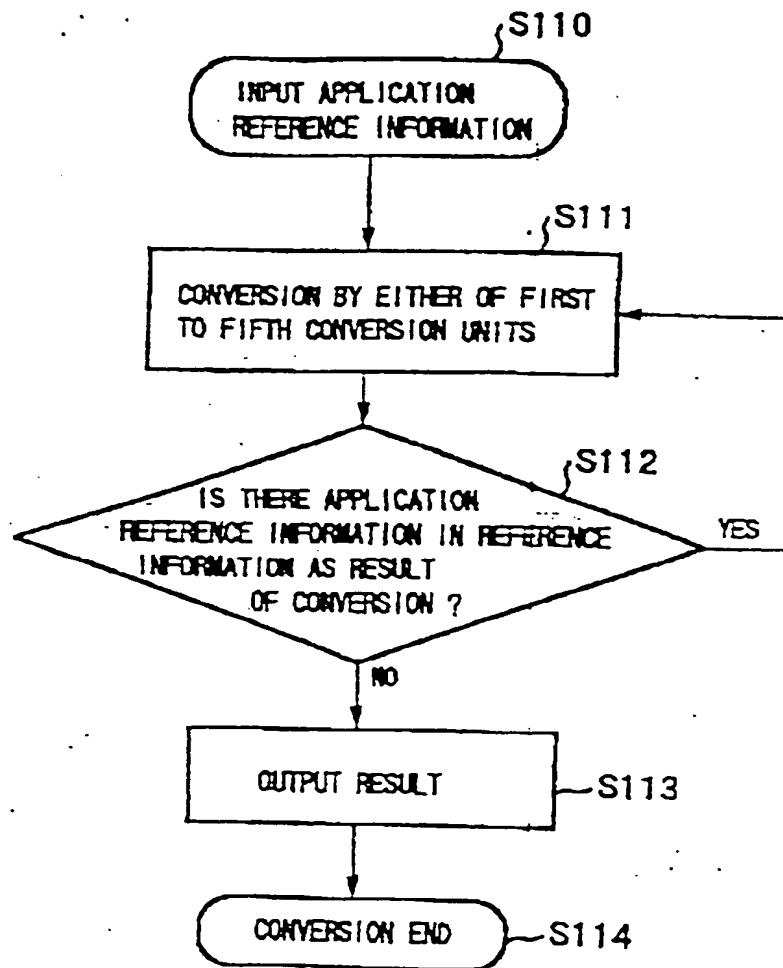 S110
INPUT APPLICATION
REFERENCE INFORMATION
S111
CONVERSION BY EITHER OF FIRST
TO FIFTH CONVERSION UNITS
S112
IS THERE APPLICATION
REFERENCE INFORMATION IN REFERENCE
INFORMATION AS RESULT
OF CONVERSION ?
YES
NO
OUTPUT RESULT
S113
CONVERSION END
S114